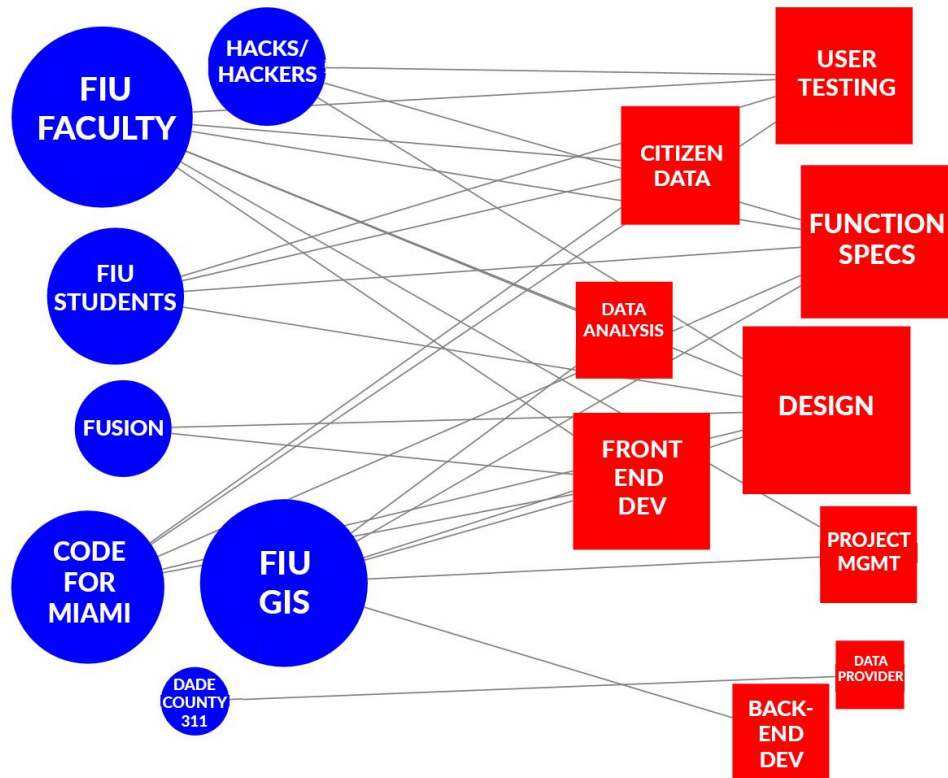 FIU
FACULTY
HACKS/
HACKERS
USER
TESTING
CITIZEN
DATA
FUNCTION
SPECS
FIU
STUDENTS
DATA
ANALYSIS
DESIGN
FUSION
FRONT
END
DEV
CODE
FOR
MIAMI
FIU
GIS
PROJECT
MGMT
DADE
COUNTY
311
DATA
PROVIDER
BACK-
END
DEV